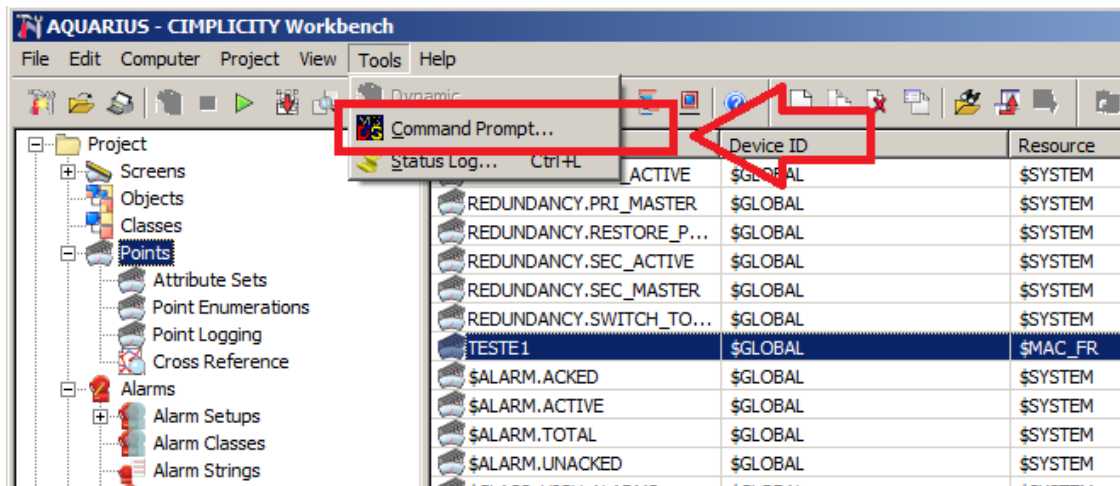 AQUARIUS - CIMPLICITY Workbench
File Edit Computer Project View Tools Help
Dynamic
Command Prompt...
Status Log... Ctrl+L
Project
Screens
Objects
Classes
Points
Attribute Sets
Point Enumerations
Point Logging
Cross Reference
Alarms
Alarm Setups
Alarm Classes
Alarm Strings
Device ID Resource
_ACTIVE $GLOBAL $SYSTEM
REDUNDANCY.PRI_MASTER $GLOBAL $SYSTEM
REDUNDANCY.RESTORE_P... $GLOBAL $SYSTEM
REDUNDANCY.SEC_ACTIVE $GLOBAL $SYSTEM
REDUNDANCY.SEC_MASTER $GLOBAL $SYSTEM
REDUNDANCY.SWITCH_TO... $GLOBAL $SYSTEM
TESTE1 $GLOBAL $MAC_FR
$ALARM.ACKED $GLOBAL $SYSTEM
$ALARM.ACTIVE $GLOBAL $SYSTEM
$ALARM.TOTAL $GLOBAL $SYSTEM
$ALARM.UNACKED $GLOBAL $SYSTEM